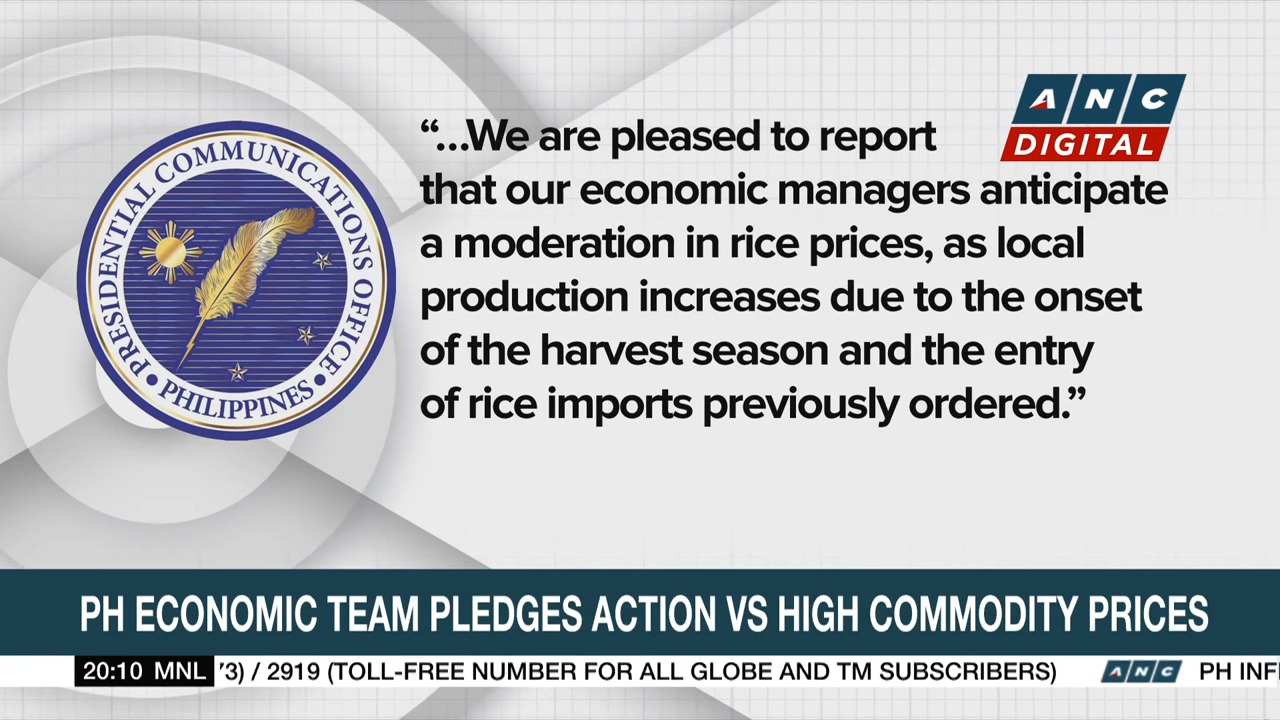 PRESIDENTIAL COMMUNICATIONS OFFICE
PHILIPPINES
ANC
DIGITAL
“...We are pleased to report
that our economic managers anticipate
a moderation in rice prices, as local
production increases due to the onset
of the harvest season and the entry
of rice imports previously ordered.”
PH ECONOMIC TEAM PLEDGES ACTION VS HIGH COMMODITY PRICES
20:10 MNL 73) / 2919 (TOLL-FREE NUMBER FOR ALL GLOBE AND TM SUBSCRIBERS) ANC PH INF